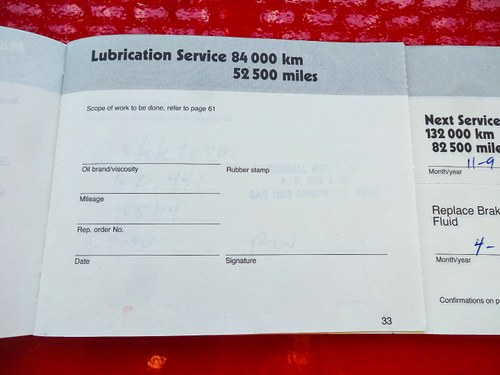 Lubrication Service 84 000 km
52 500 miles
Scope of work to be done, refer to page 61
Oil brand/viscosity
Rubber stamp
Mileage
Rep. order No.
Date
Signature
33
Next Service
132 000 km
82 500 mile
11-9
Month/year
Replace Brak
Fluid
4-
Month/year
Confirmations on p